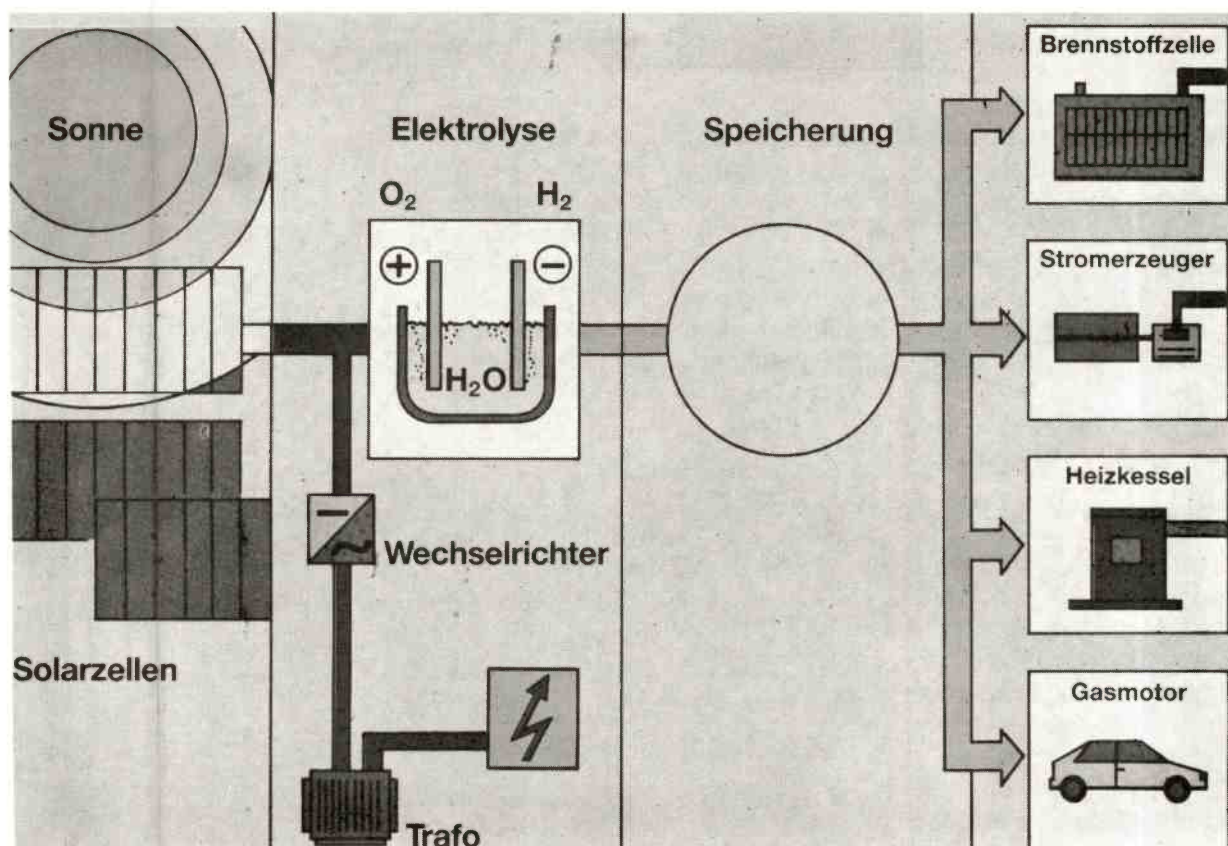 Sonne
Solarzellen
Elektrolyse
O₂
H₂
+
−
H₂O
Wechselrichter
Trafo
Speicherung
Brennstoffzelle
Stromerzeuger
Heizkessel
Gasmotor